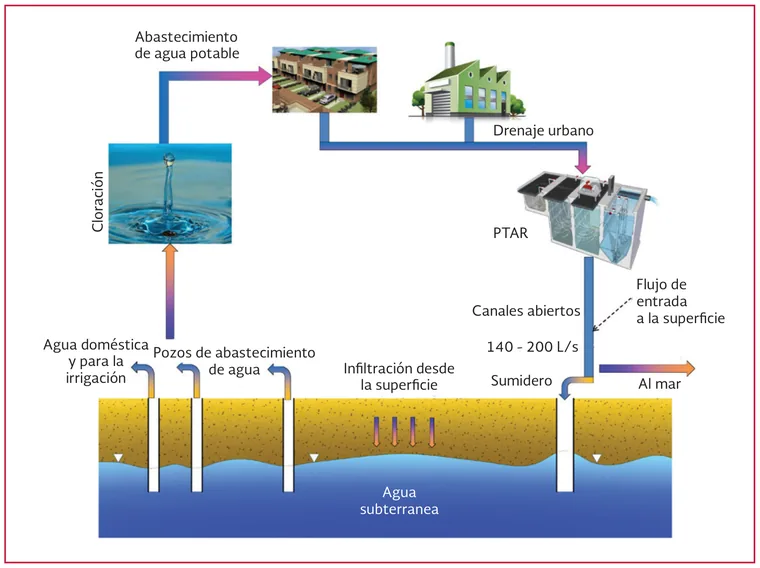 Abastecimiento
de agua potable
Drenaje urbano
Cloración
PTAR
Flujo de
entrada
a la superficie
Canales abiertos
140 - 200 L/s
Agua doméstica
y para la
irrigación
Pozos de abastecimiento
de agua
Infiltración desde
la superficie
Sumidero
Al mar
Agua
subterranea